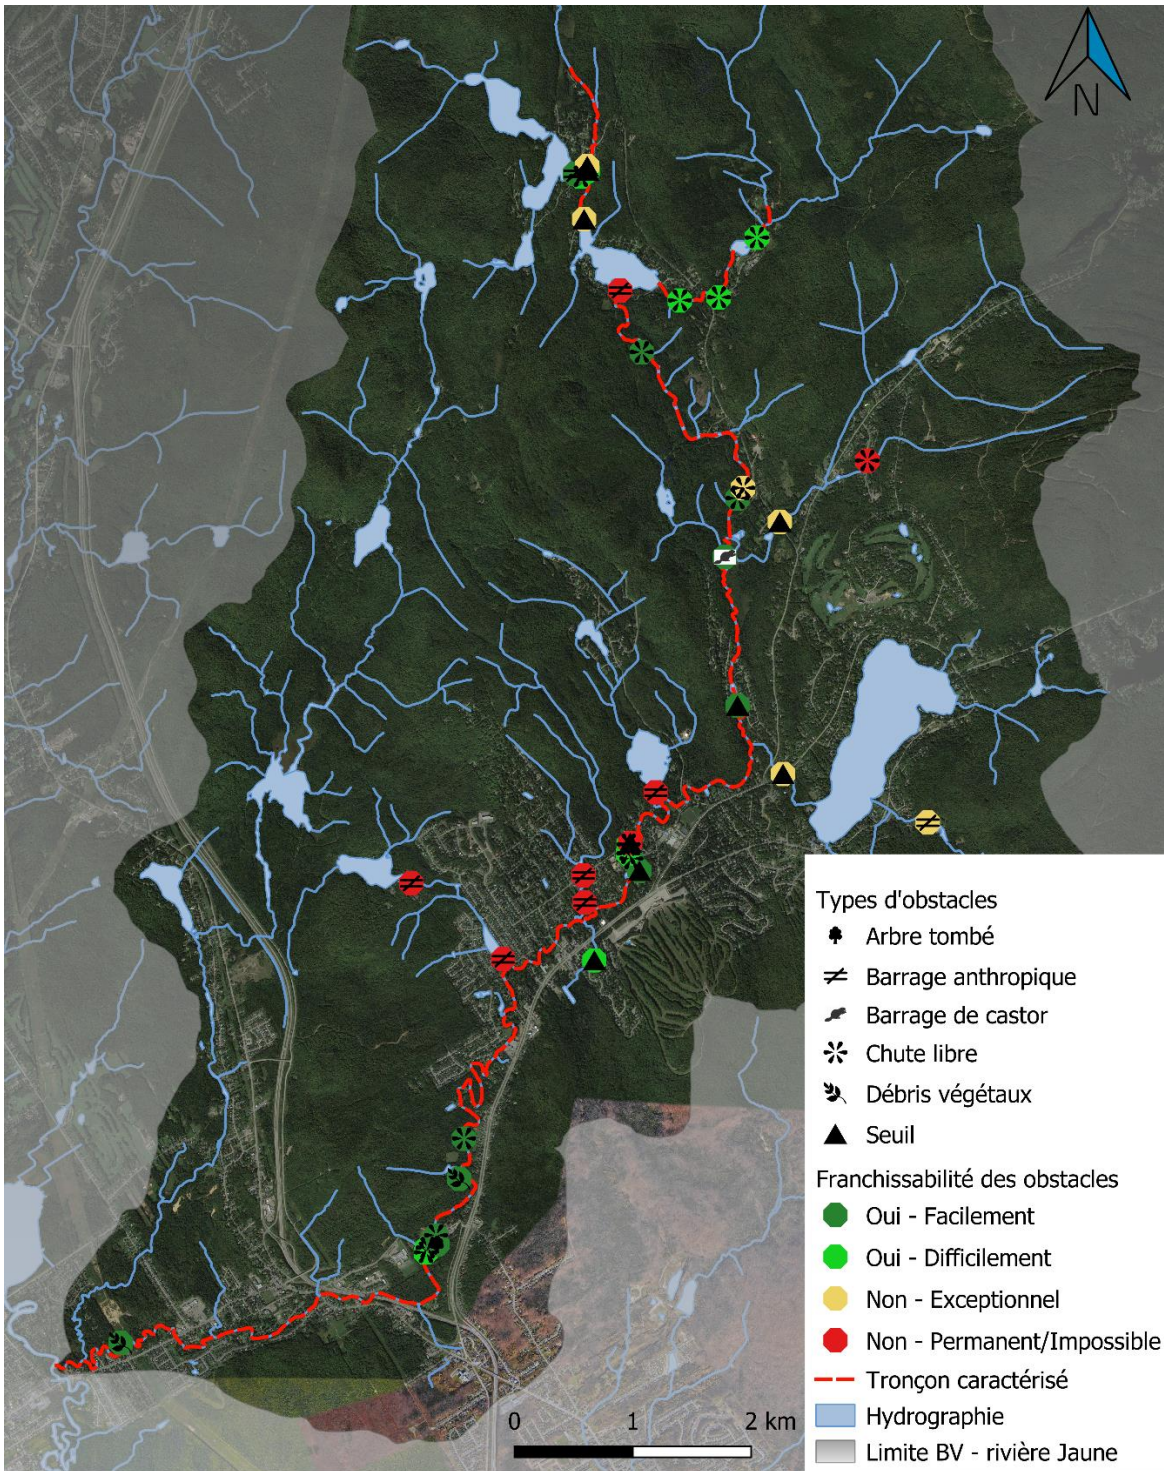 N
Types d'obstacles
Arbre tombé
Barrage anthropique
Barrage de castor
Chute libre
Débris végétaux
Seuil
Franchissabilité des obstacles
Oui - Facilement
Oui - Difficilement
Non - Exceptionnel
Non - Permanent/Impossible
Tronçon caractérisé
Hydrographie
Limite BV - rivière Jaune
0 1 2 km